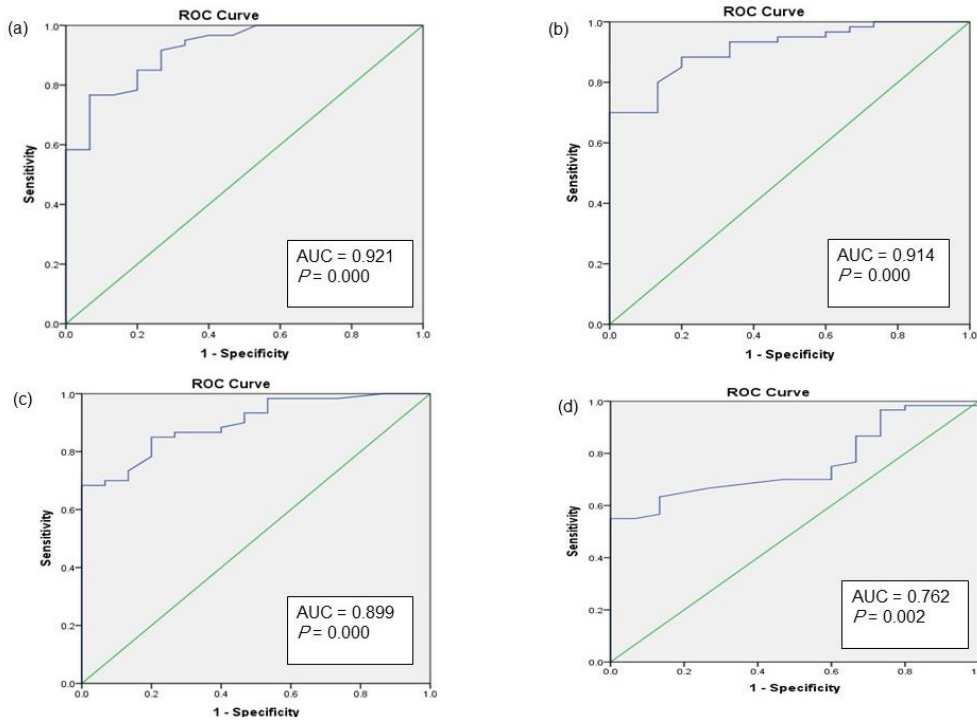 (a)
ROC Curve
1.0
0.8
0.6
0.4
0.2
0.0
Sensitivity
0.0 0.2 0.4 0.6 0.8 1.0
1 - Specificity
AUC = 0.921
P = 0.000
(b)
ROC Curve
1.0
0.8
0.6
0.4
0.2
0.0
Sensitivity
0.0 0.2 0.4 0.6 0.8 1.0
1 - Specificity
AUC = 0.914
P = 0.000
(c)
ROC Curve
1.0
0.8
0.6
0.4
0.2
0.0
Sensitivity
0.0 0.2 0.4 0.6 0.8 1.0
1 - Specificity
AUC = 0.899
P = 0.000
(d)
ROC Curve
1.0
0.8
0.6
0.4
0.2
0.0
Sensitivity
0.0 0.2 0.4 0.6 0.8
1 - Specificity
AUC = 0.762
P = 0.002